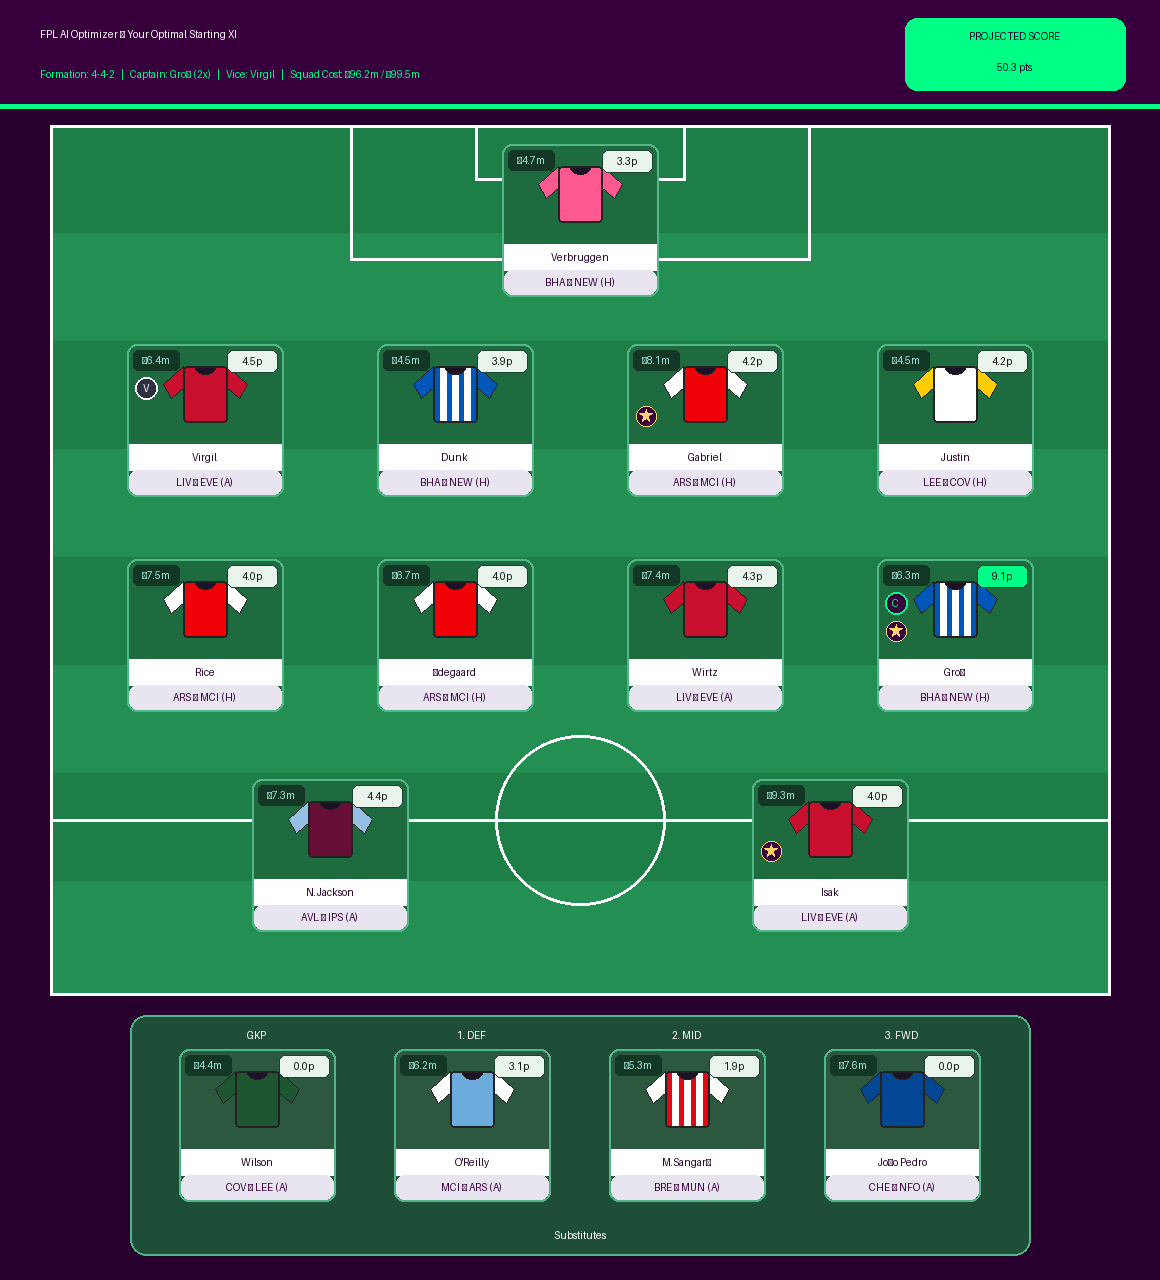 FPL AI Optimizer □ Your Optimal Starting XI
Formation: 4-4-2 | Captain: Gro□ (2x) | Vice: Virgil | Squad Cost: □96.2m / □99.5m
PROJECTED SCORE
50.3 pts
□4.7m 3.3p
Verbruggen
BHA □ NEW (H)
□6.4m 4.5p □4.5m 3.9p □8.1m 4.2p □4.5m 4.2p
V
Virgil Dunk Gabriel Justin
LIV □ EVE (A) BHA □ NEW (H) ARS □ MCI (H) LEE □ COV (H)
□7.5m 4.0p □6.7m 4.0p □7.4m 4.3p □6.3m 9.1p
C
Rice □degaard Wirtz Gro□
ARS □ MCI (H) ARS □ MCI (H) LIV □ EVE (A) BHA □ NEW (H)
□7.3m 4.4p □9.3m 4.0p
N.Jackson Isak
AVL □ IPS (A) LIV □ EVE (A)
GKP 1. DEF 2. MID 3. FWD
□4.4m 0.0p □6.2m 3.1p □5.3m 1.9p □7.6m 0.0p
Wilson O'Reilly M.Sangar□ Jo□o Pedro
COV □ LEE (A) MCI □ ARS (A) BRE □ MUN (A) CHE □ NFO (A)
Substitutes